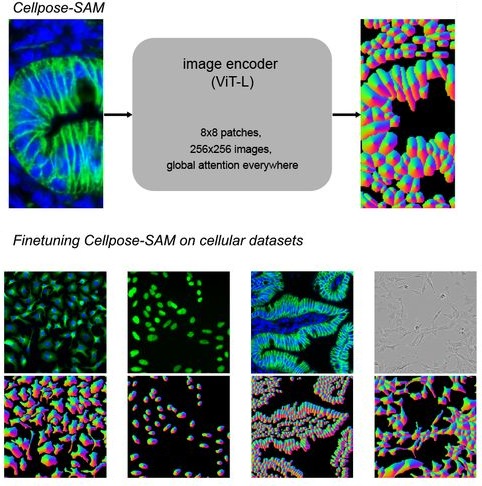 Cellpose-SAM
image encoder
(ViT-L)
8x8 patches,
256x256 images,
global attention everywhere
Finetuning Cellpose-SAM on cellular datasets